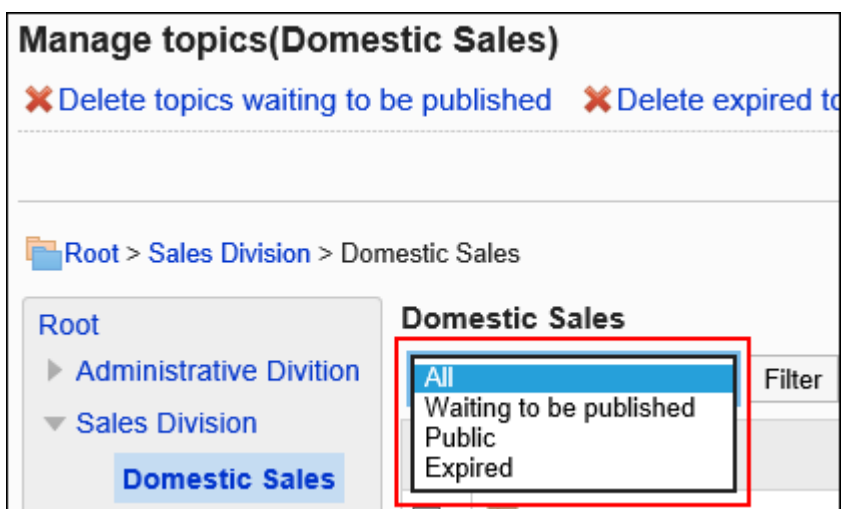 Manage topics(Domestic Sales)
Delete topics waiting to be published Delete expired to
Root > Sales Division > Domestic Sales
Root
Administrative Divition
Sales Division
Domestic Sales
Domestic Sales
All
Waiting to be published
Public
Expired
Filter